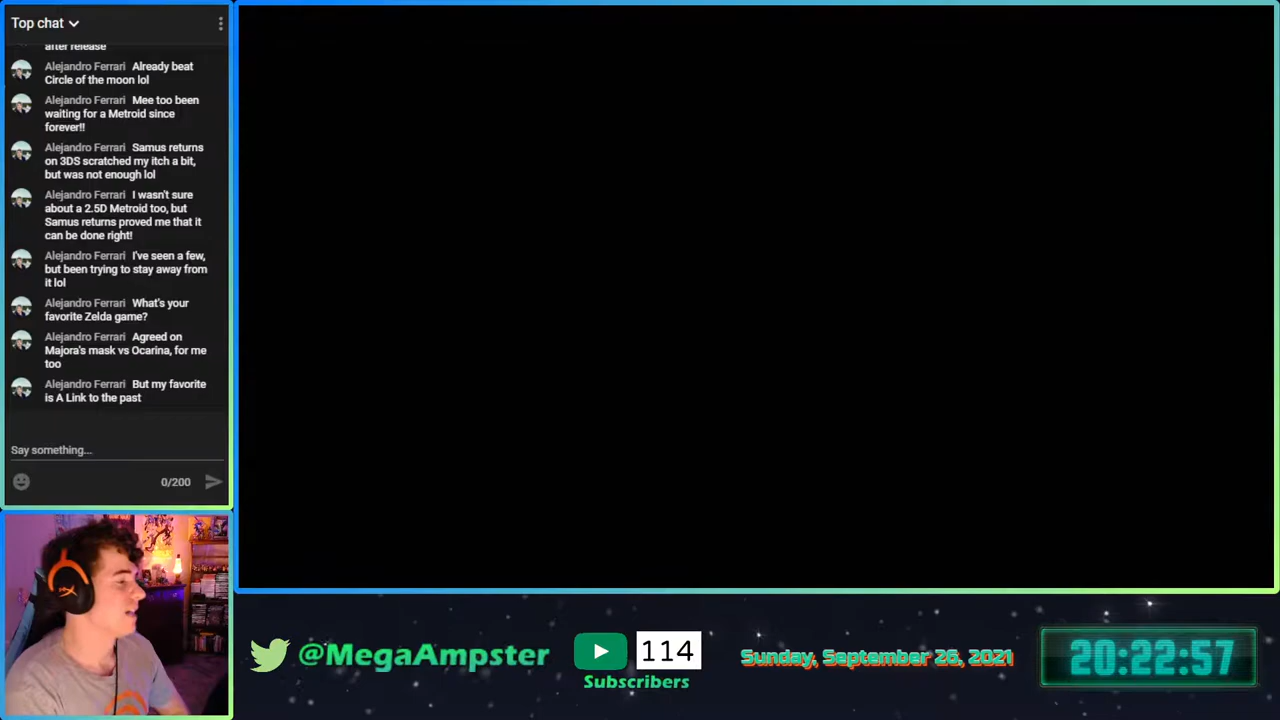 Top chat
after release
Alejandro Ferrari Already beat
Circle of the moon lol
Alejandro Ferrari Mee too been
waiting for a Metroid since
forever!!
Alejandro Ferrari Samus returns
on 3DS scratched my itch a bit,
but was not enough lol
Alejandro Ferrari I wasn't sure
about a 2.5D Metroid too, but
Samus returns proved me that it
can be done right!
Alejandro Ferrari I've seen a few,
but been trying to stay away from
it lol
Alejandro Ferrari What's your
favorite Zelda game?
Alejandro Ferrari Agreed on
Majora's mask vs Ocarina, for me
too
Alejandro Ferrari But my favorite
is A Link to the past
Say something...
0/200
@MegaAmpster
114
Subscribers
Sunday, September 26, 2021
20:22:57